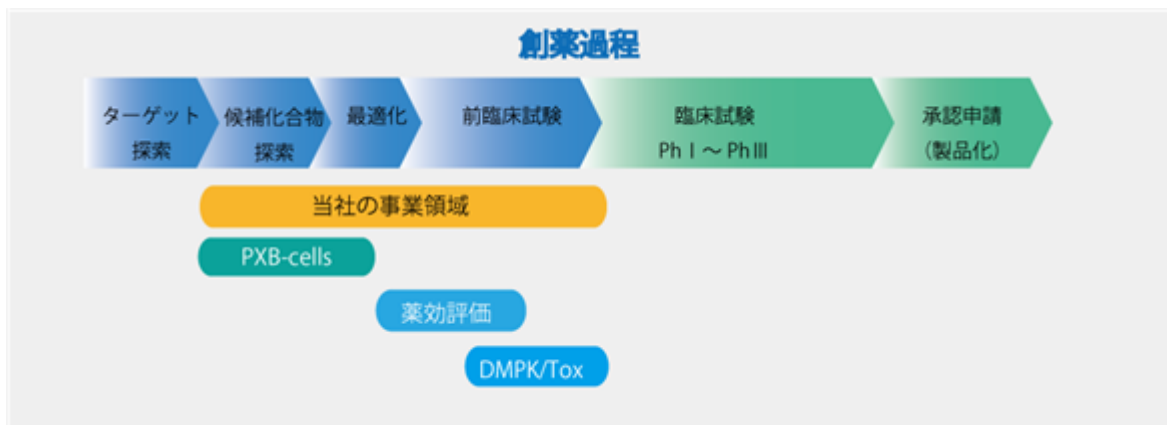 創薬過程
ターゲット
探索
候補化合物
探索
最適化
前臨床試験
臨床試験
Ph Ⅰ ～ Ph Ⅲ
承認申請
（製品化）
当社の事業領域
PXB-cells
薬効評価
DMPK/Tox